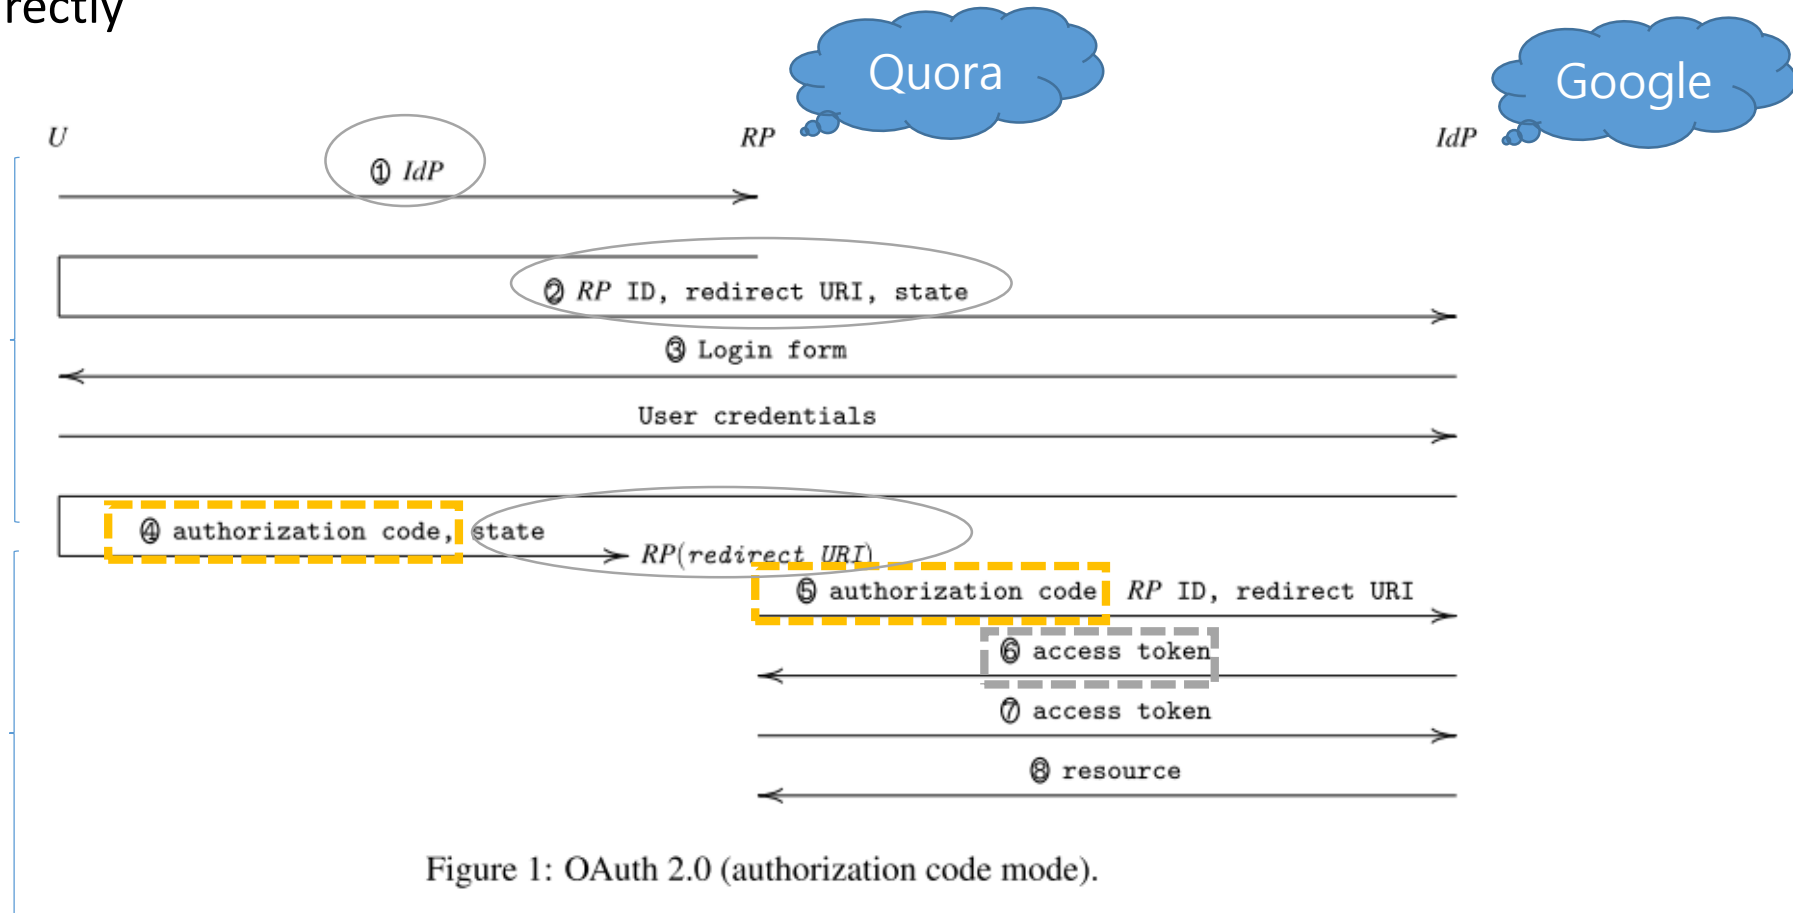 rectly
Quora
Google
U RP IdP
① IdP
② RP ID, redirect URI, state
③ Login form
User credentials
④ authorization code, state
RP(redirect URI)
⑤ authorization code RP ID, redirect URI
⑥ access token
⑦ access token
⑧ resource
Figure 1: OAuth 2.0 (authorization code mode).